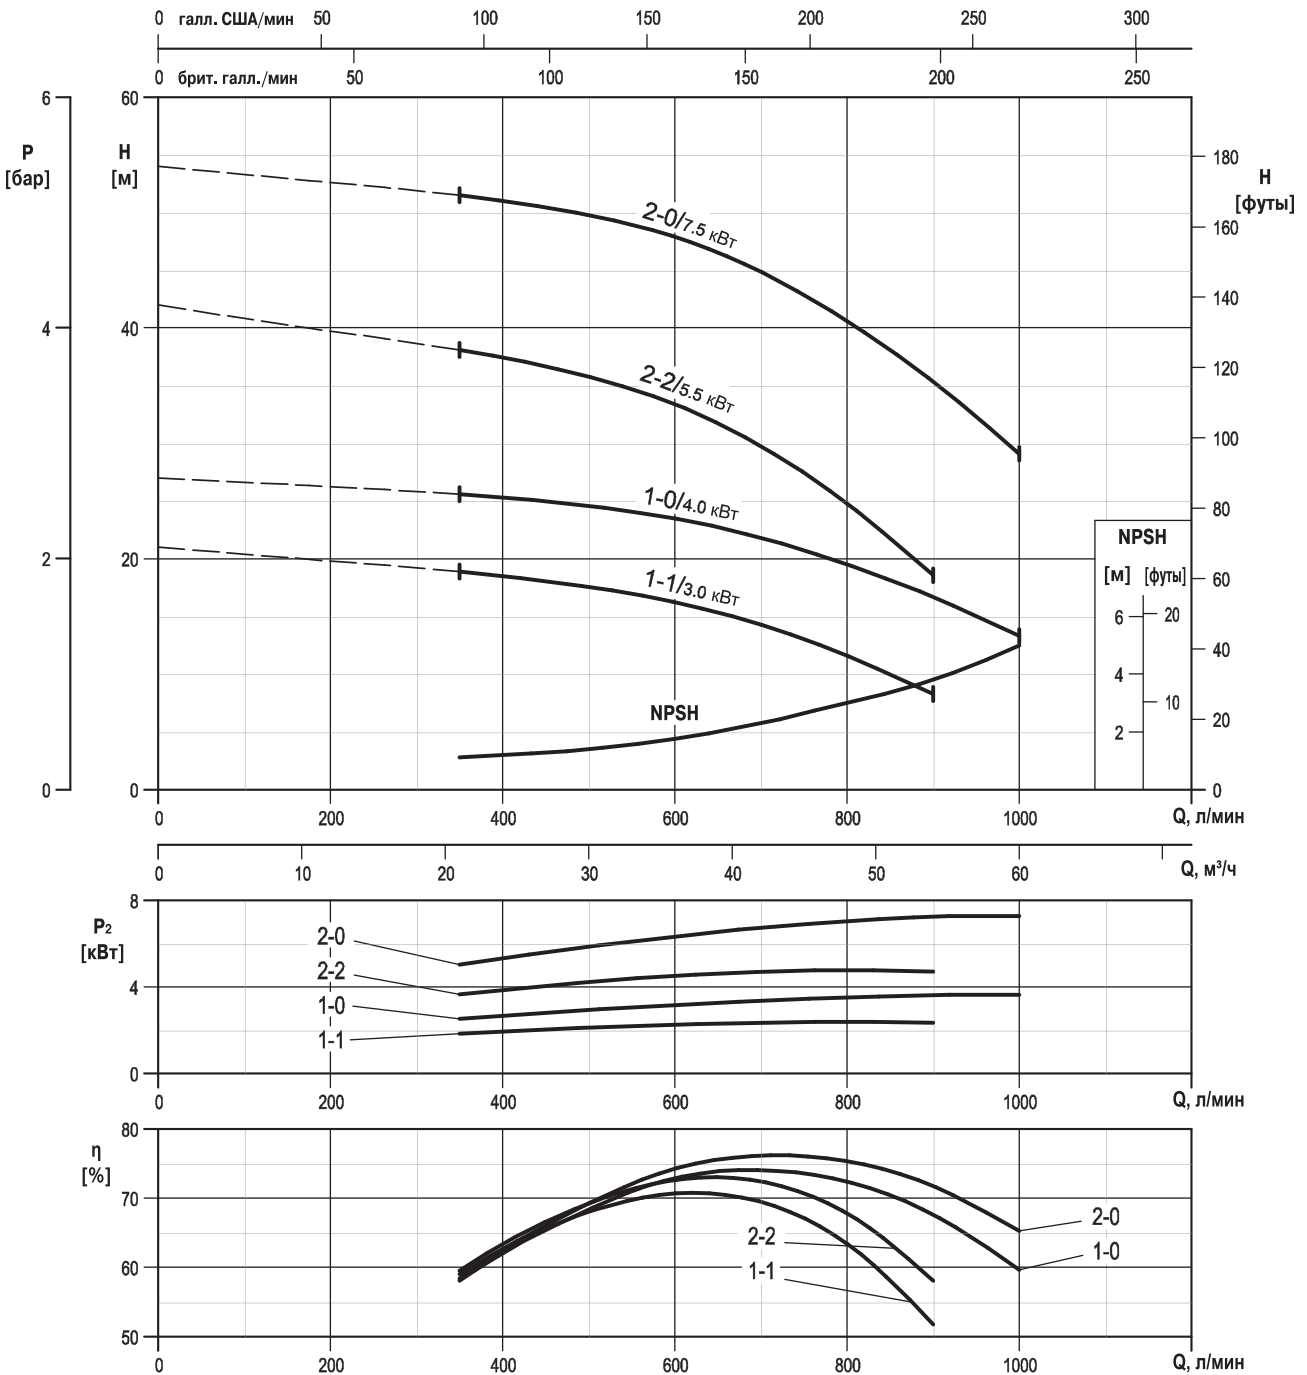 0 галл. США/мин 50 100 150 200 250 300
0 брит. галл./мин 50 100 150 200 250
6 60
P H
[бар] [м]
180
H
[футы]
2-0/7.5 кВт
160
140
4 40
2-2/5.5 кВт
120
100
1-0/4.0 кВт
80
NPSH
2 20
1-1/3.0 кВт
60
[м] [футы]
6 20
40
4
10
NPSH
20
2
0 0 0
0 200 400 600 800 1000 Q, л/мин
0 10 20 30 40 50 60 Q, м³/ч
8
P2
[кВт]
2-0
2-2
4
1-0
1-1
0
0 200 400 600 800 1000 Q, л/мин
80
η
[%]
70
2-0
2-2
1-0
60
1-1
50
0 200 400 600 800 1000 Q, л/мин